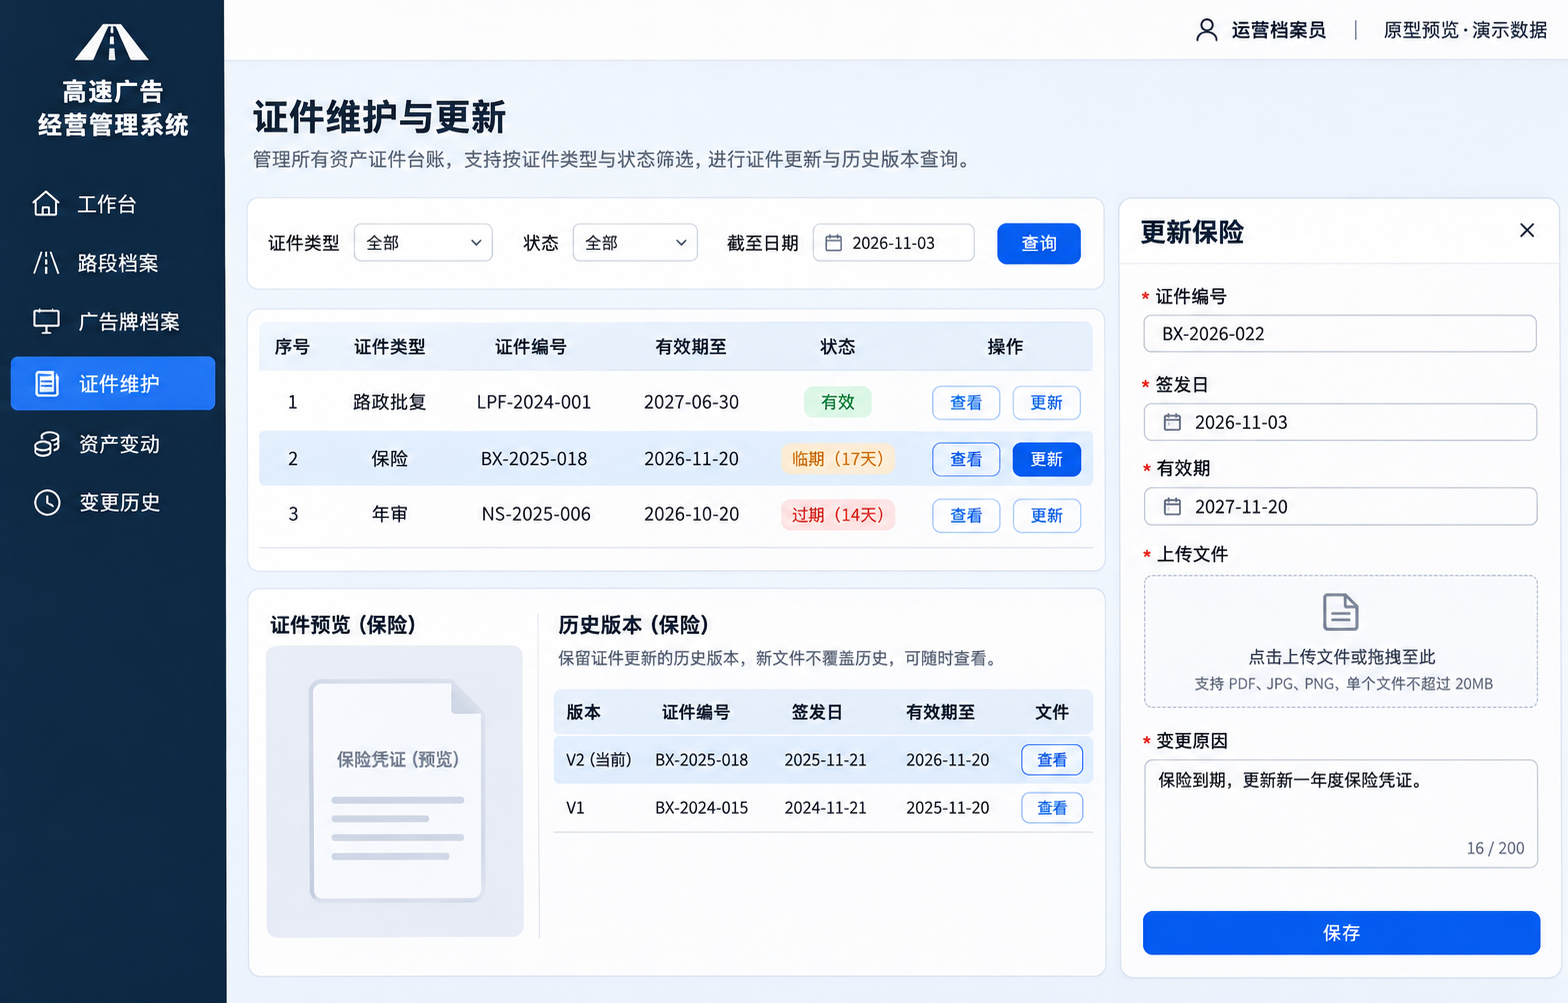 高速广告
经营管理系统
工作台
路段档案
广告牌档案
证件维护
资产变动
变更历史
运营档案员 | 原型预览·演示数据
证件维护与更新
管理所有资产证件台账，支持按证件类型与状态筛选，进行证件更新与历史版本查询。
证件类型 全部 状态 全部 截至日期 2026-11-03 查询
序号 证件类型 证件编号 有效期至 状态 操作
1 路政批复 LPF-2024-001 2027-06-30 有效 查看 更新
2 保险 BX-2025-018 2026-11-20 临期（17天） 查看 更新
3 年审 NS-2025-006 2026-10-20 过期（14天） 查看 更新
证件预览（保险）
保险凭证（预览）
历史版本（保险）
保留证件更新的历史版本，新文件不覆盖历史，可随时查看。
版本 证件编号 签发日 有效期至 文件
V2（当前） BX-2025-018 2025-11-21 2026-11-20 查看
V1 BX-2024-015 2024-11-21 2025-11-20 查看
更新保险
* 证件编号
BX-2026-022
* 签发日
2026-11-03
* 有效期
2027-11-20
* 上传文件
点击上传文件或拖拽至此
支持 PDF、JPG、PNG，单个文件不超过 20MB
* 变更原因
保险到期，更新新一年度保险凭证。
16 / 200
保存